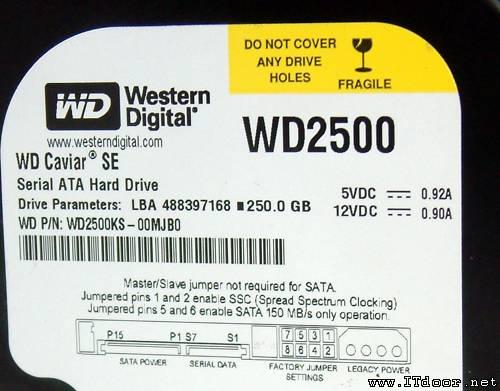 DO NOT COVER
ANY DRIVE
HOLES
FRAGILE
WD Western
Digital®
www.westerndigital.com
WD2500
WD Caviar® SE
Serial ATA Hard Drive
Drive Parameters: LBA 488397168 ■250.0 GB
WD P/N: WD2500KS-00MJB0
5VDC 0.92A
12VDC 0.90A
Master/Slave jumper not required for SATA.
Jumpered pins 1 and 2 enable SSC (Spread Spectrum Clocking)
Jumpered pins 5 and 6 enable SATA 150 MB/s only operation.
P15 P1 S7 S1
7 5 3 1
8 6 4 2
SATA POWER SERIAL DATA FACTORY JUMPER SETTINGS LEGACY POWER
www.ITdoor.net